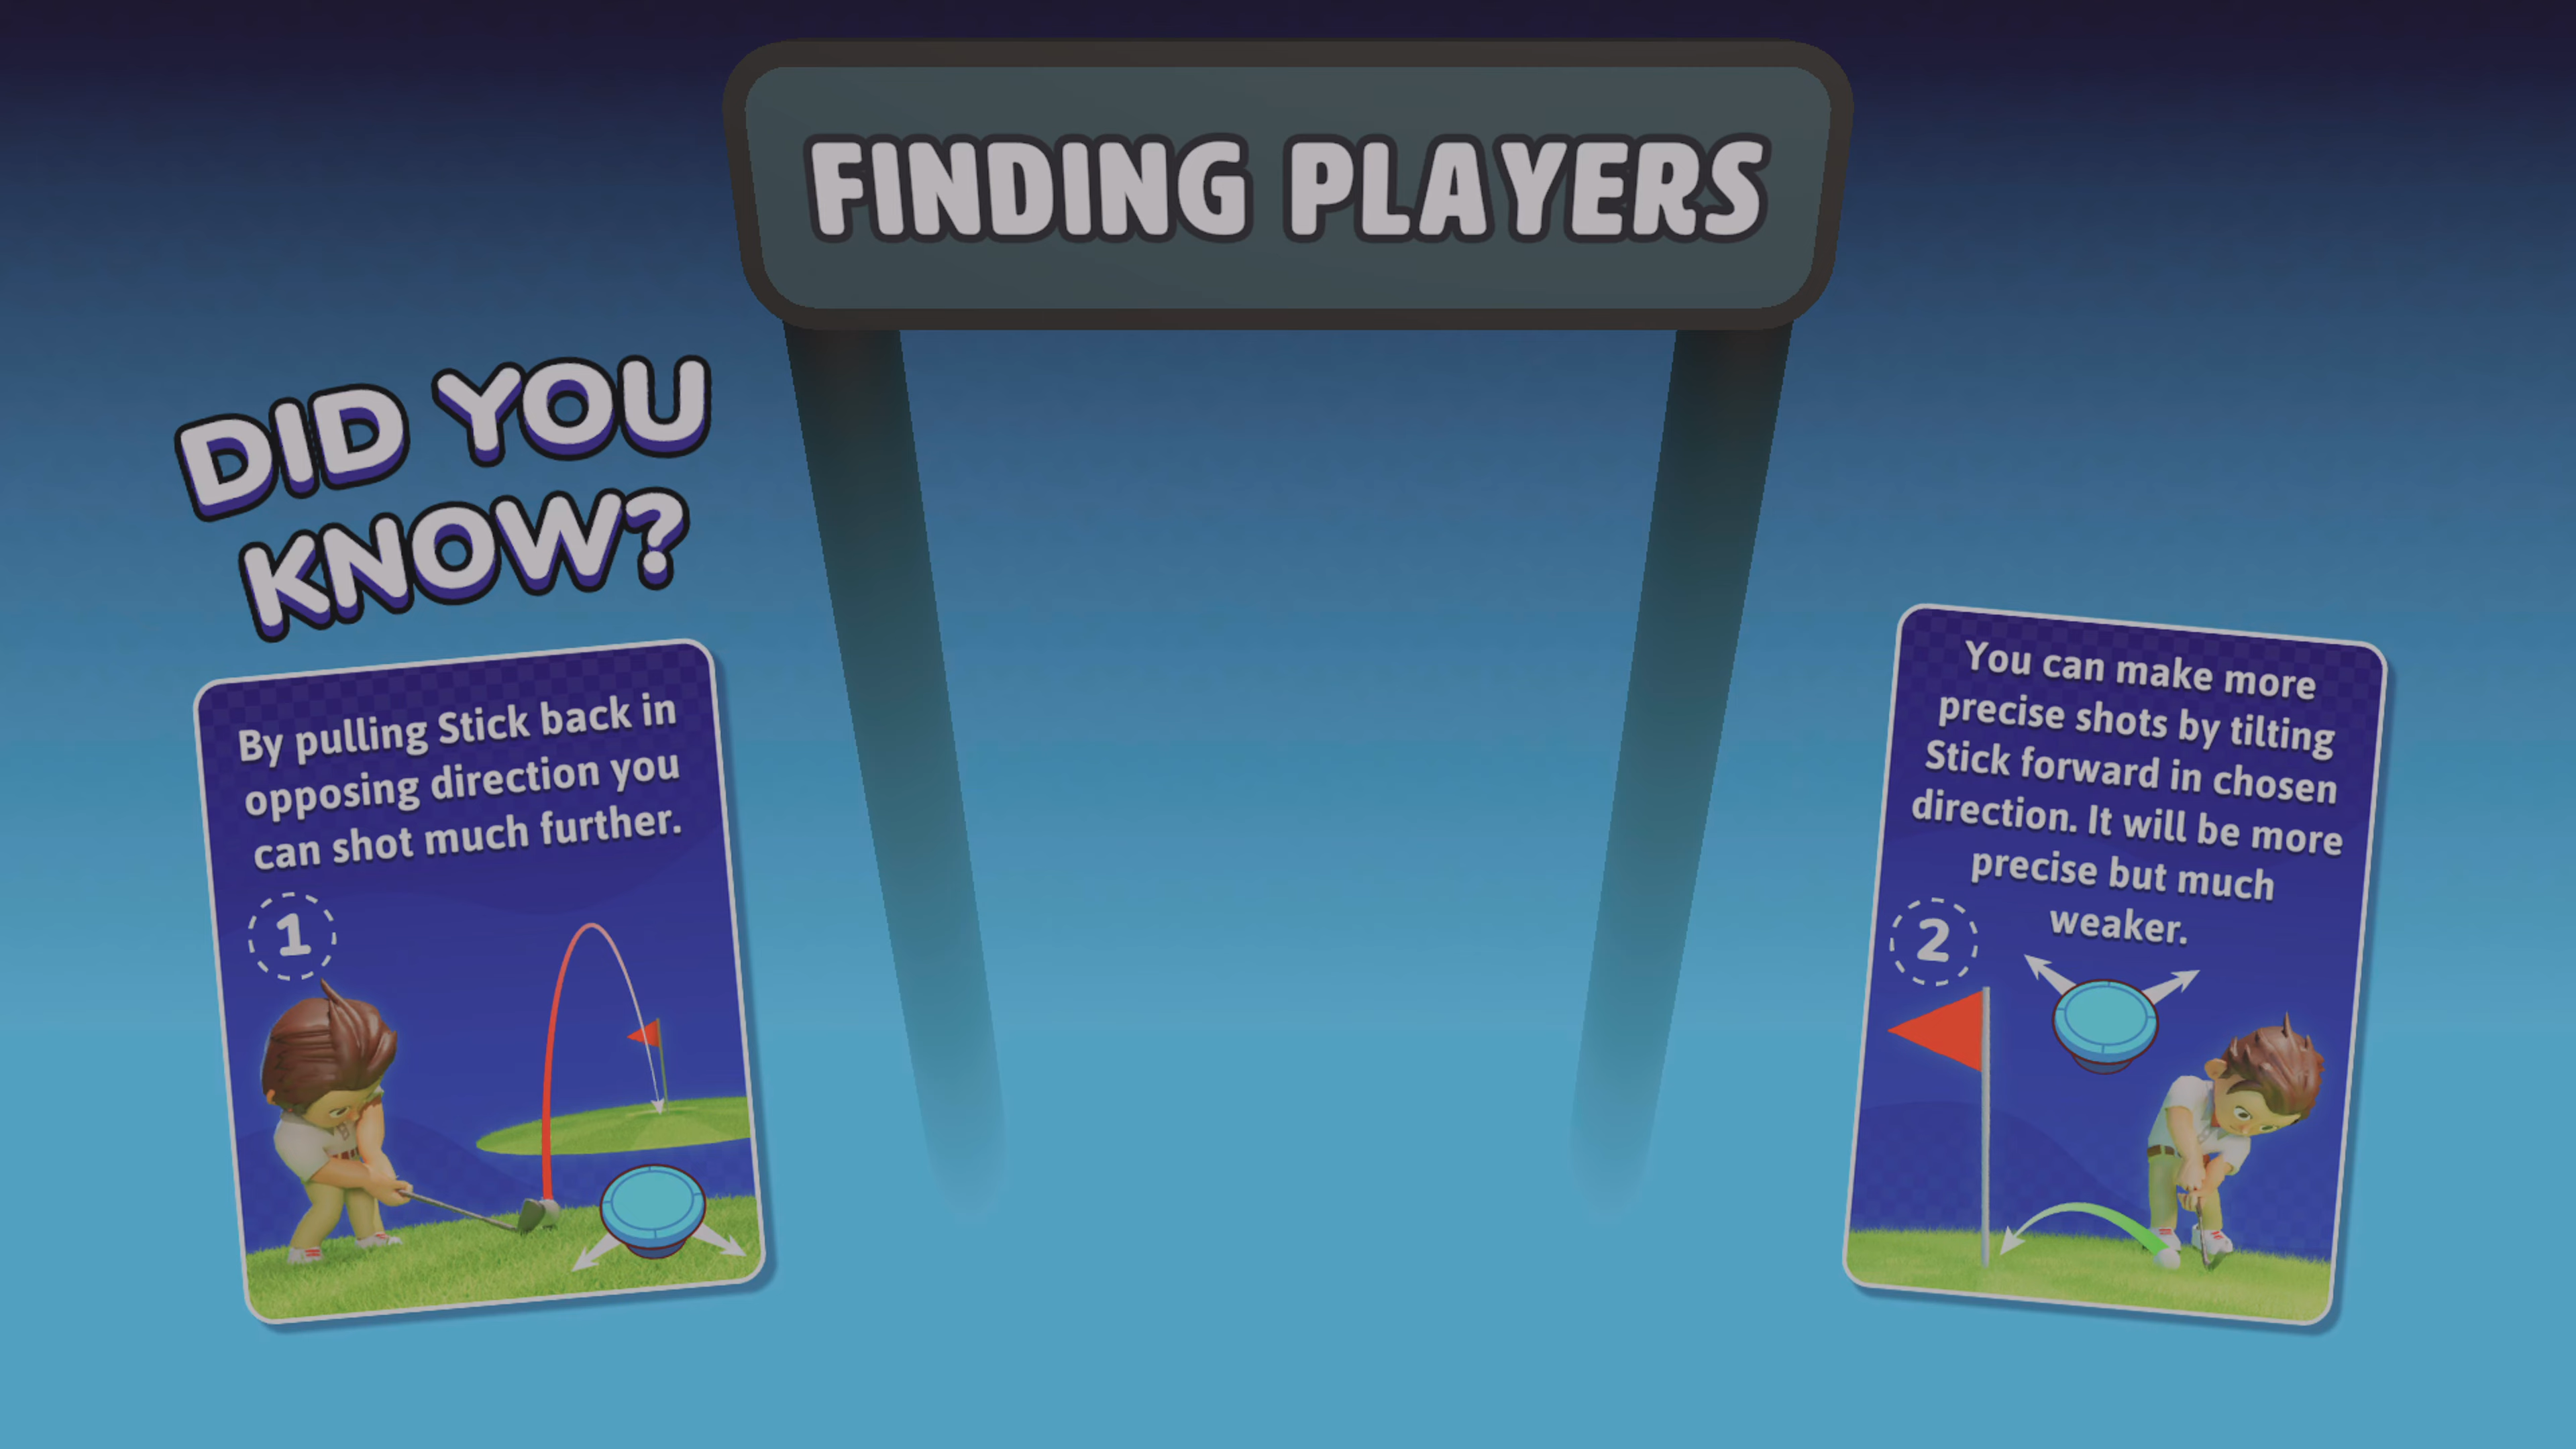 FINDING PLAYERS
DID YOU
KNOW?
By pulling Stick back in
opposing direction you
can shot much further.
1
You can make more
precise shots by tilting
Stick forward in chosen
direction. It will be more
precise but much
weaker.
2